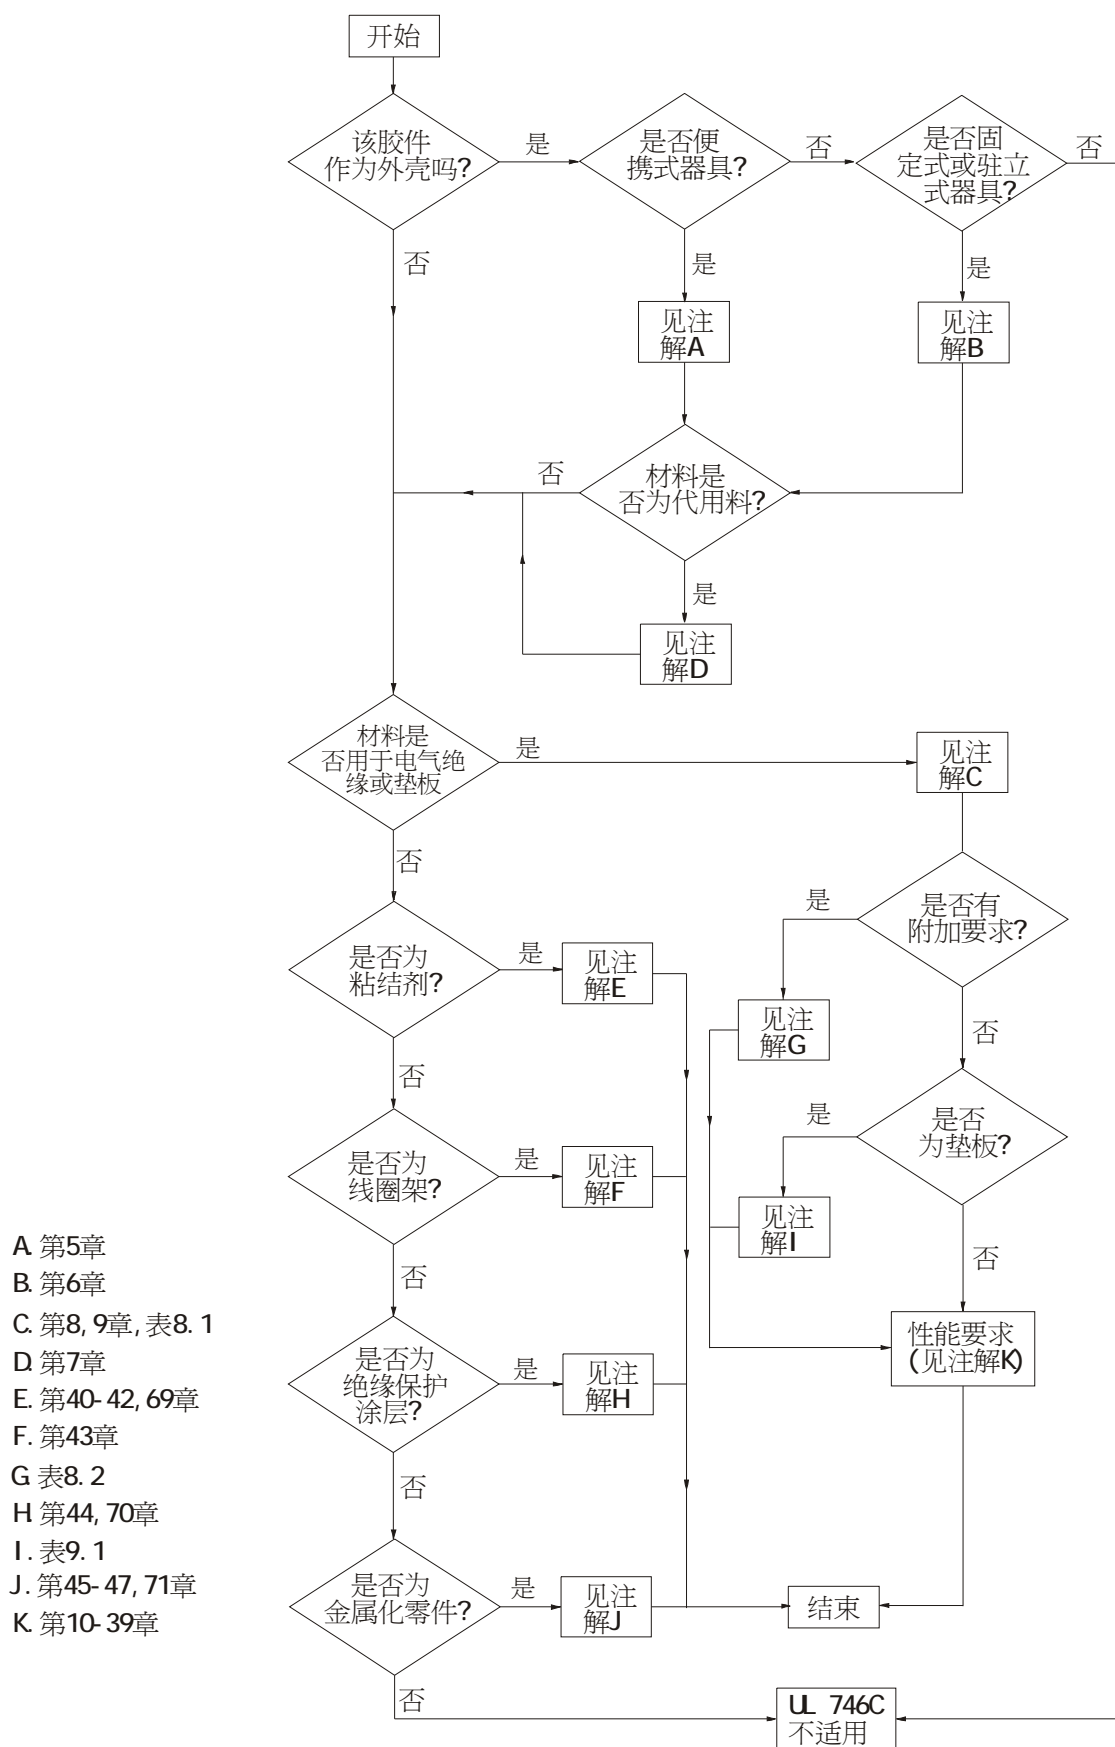 开始
该胶件
作为外壳吗?
是
是否便
携式器具?
否
是否固
定式或驻立
式器具?
否
否
是
是
见注
解A
见注
解B
否
材料是
否为代用料?
是
见注
解D
材料是
否用于电气绝
缘或垫板
是
见注
解C
否
是否有
附加要求?
是
是否为
粘结剂?
是
见注
解E
见注
解G
否
否
是否为
线圈架?
是
见注
解F
是
是否
为垫板?
见注
解I
否
否
A. 第5章
B. 第6章
C. 第8, 9章, 表8. 1
D. 第7章
E. 第40-42, 69章
F. 第43章
G. 表8. 2
H. 第44, 70章
I. 表9. 1
J. 第45-47, 71章
K. 第10-39章
是否为
绝缘保护
涂层?
是
见注
解H
性能要求
(见注解K)
否
是否为
金属化零件?
是
见注
解J
结束
否
UL 746C
不适用